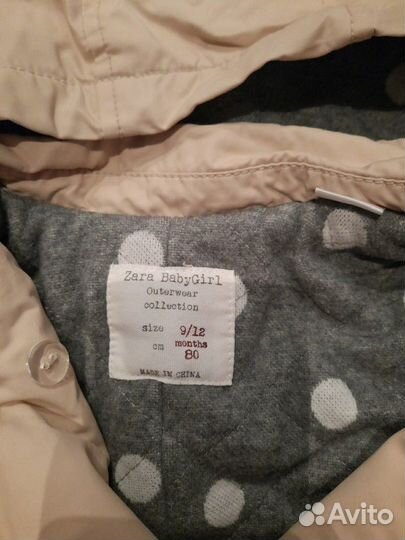 Zara BabyGirl
Outerwear
collection
size 9/12
months
cm 80
MADE IN CHINA
Avito